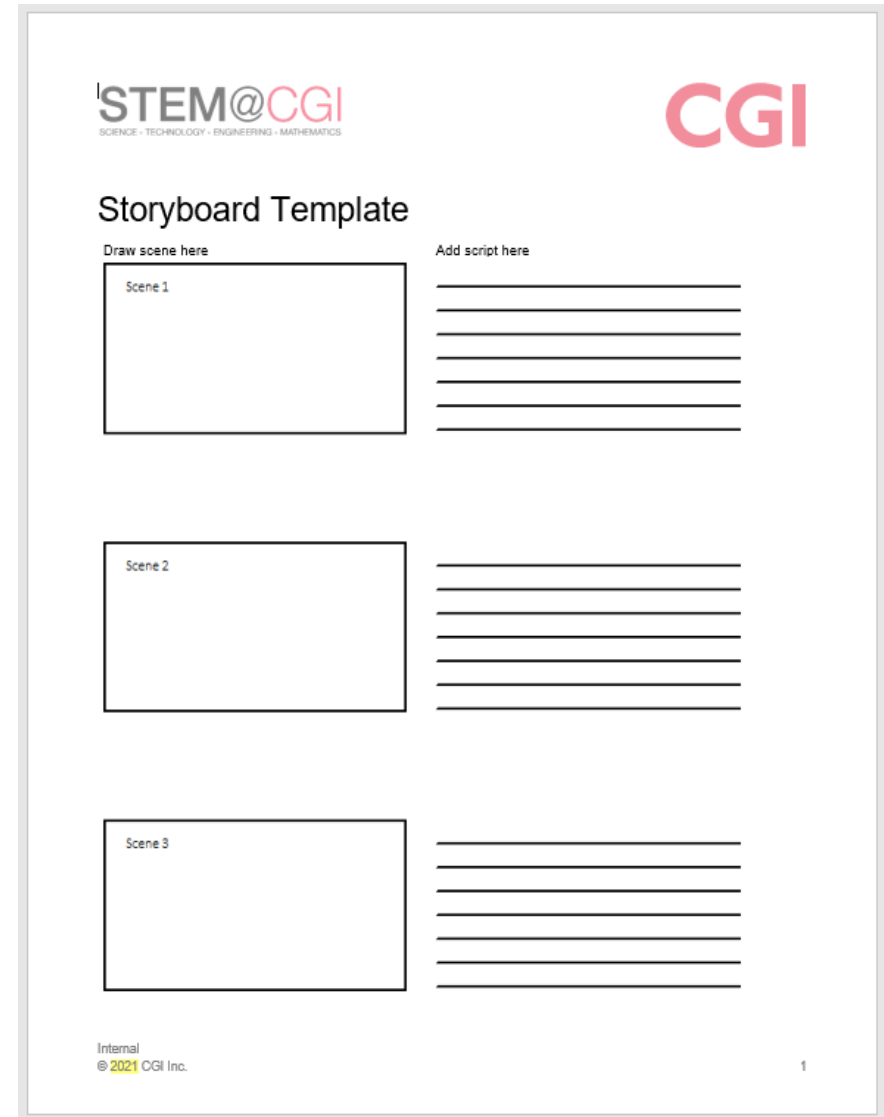 STEM@CGI
SCIENCE - TECHNOLOGY - ENGINEERING - MATHEMATICS
CGI
Storyboard Template
Draw scene here
Add script here
Scene 1
Scene 2
Scene 3
Internal
© 2021 CGI Inc.
1